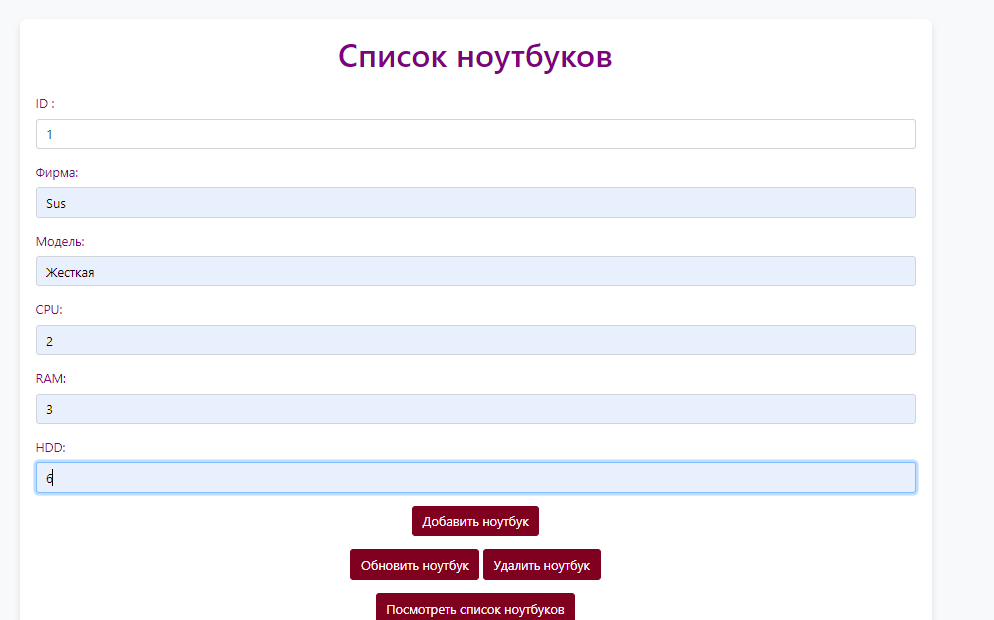 Список ноутбуков
ID :
1
Фирма:
Sus
Модель:
Жесткая
CPU:
2
RAM:
3
HDD:
6
Добавить ноутбук
Обновить ноутбук Удалить ноутбук
Посмотреть список ноутбуков